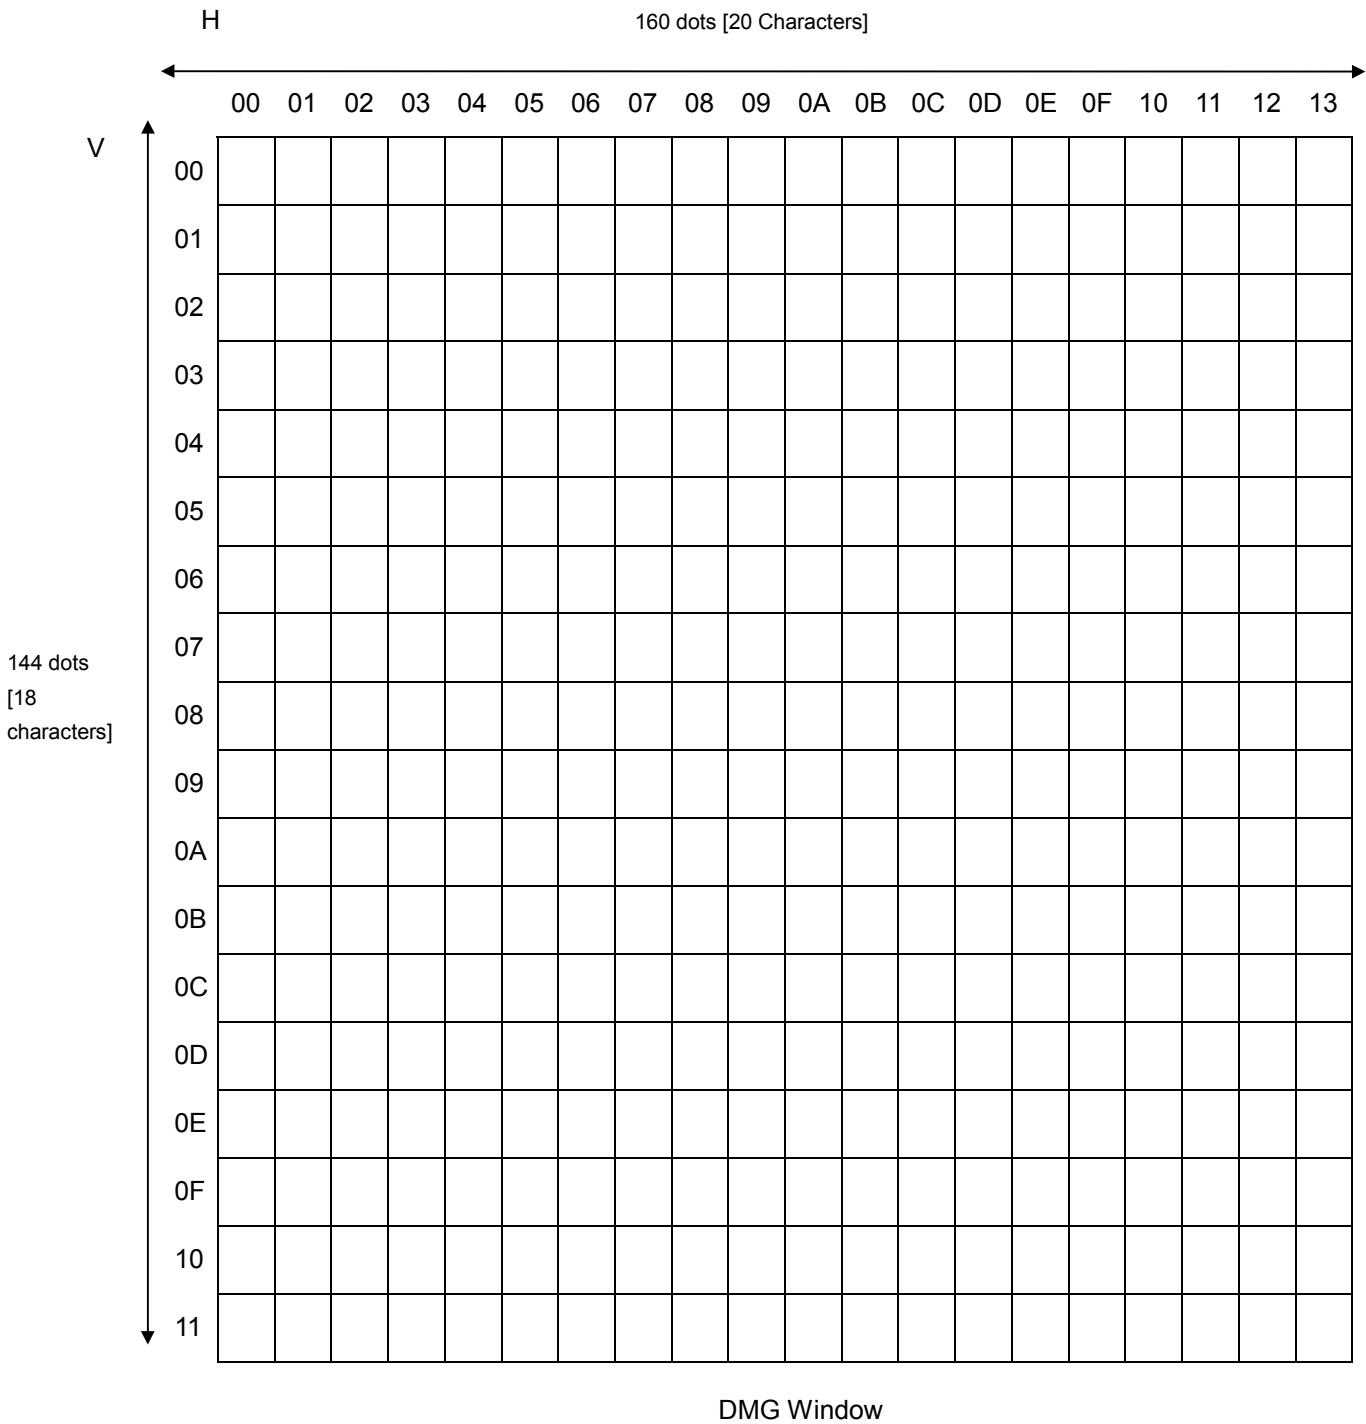 H
160 dots [20 Characters]
00 01 02 03 04 05 06 07 08 09 0A 0B 0C 0D 0E 0F 10 11 12 13
V
00
01
02
03
04
05
06
07
144 dots
[18
characters]
08
09
0A
0B
0C
0D
0E
0F
10
11
DMG Window